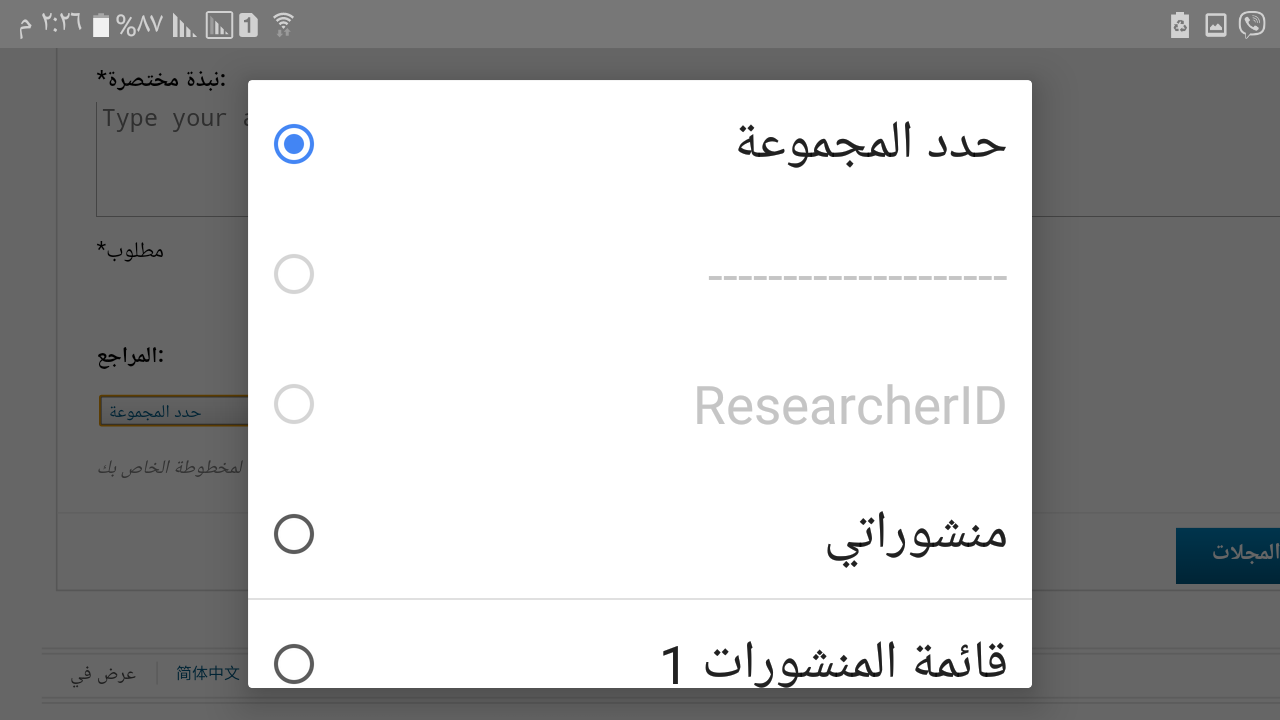 م ٢:٢٦ %٨٧ 1
*نبذة مختصرة:
Type your a
*مطلوب
المراجع:
حدد المجموعة
لمخطوطة الخاص بك
المجلات
عرض في 简体中文
حدد المجموعة
--------------------
ResearcherID
منشوراتي
قائمة المنشورات 1